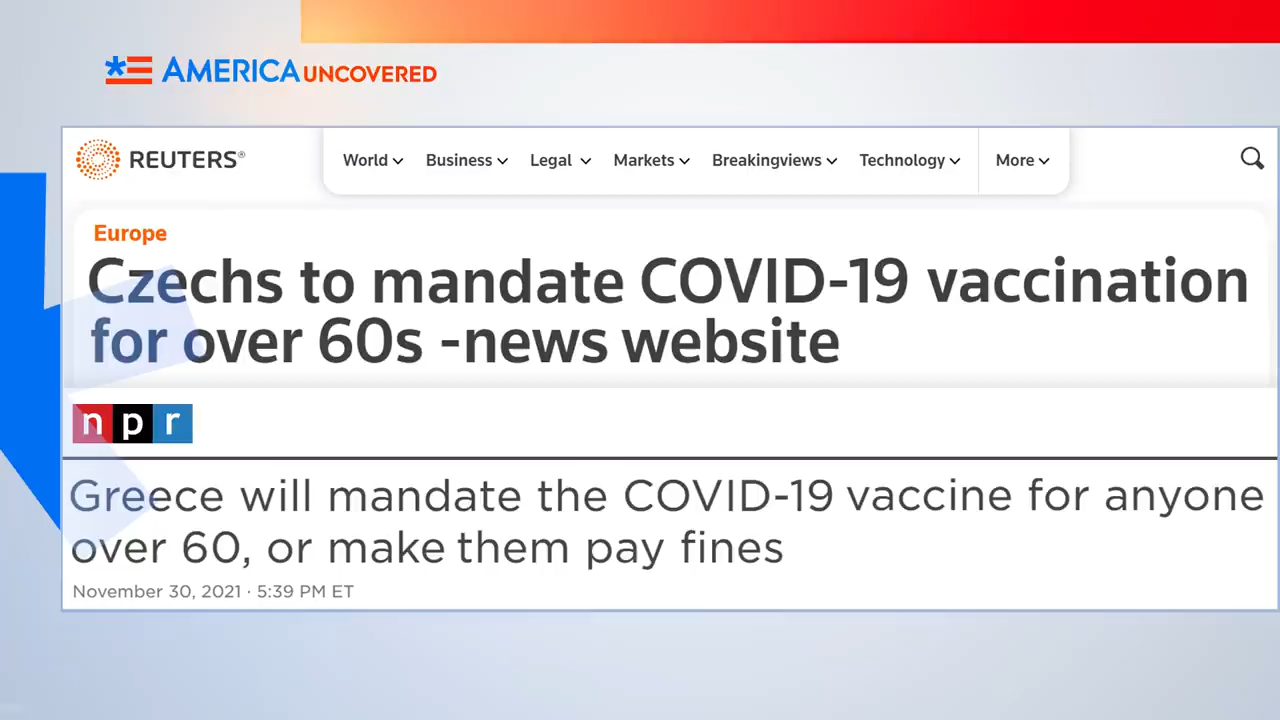 AMERICA UNCOVERED
REUTERS®
World Business Legal Markets Breakingviews Technology More
Europe
Czechs to mandate COVID-19 vaccination
for over 60s -news website
npr
Greece will mandate the COVID-19 vaccine for anyone
over 60, or make them pay fines
November 30, 2021 · 5:39 PM ET